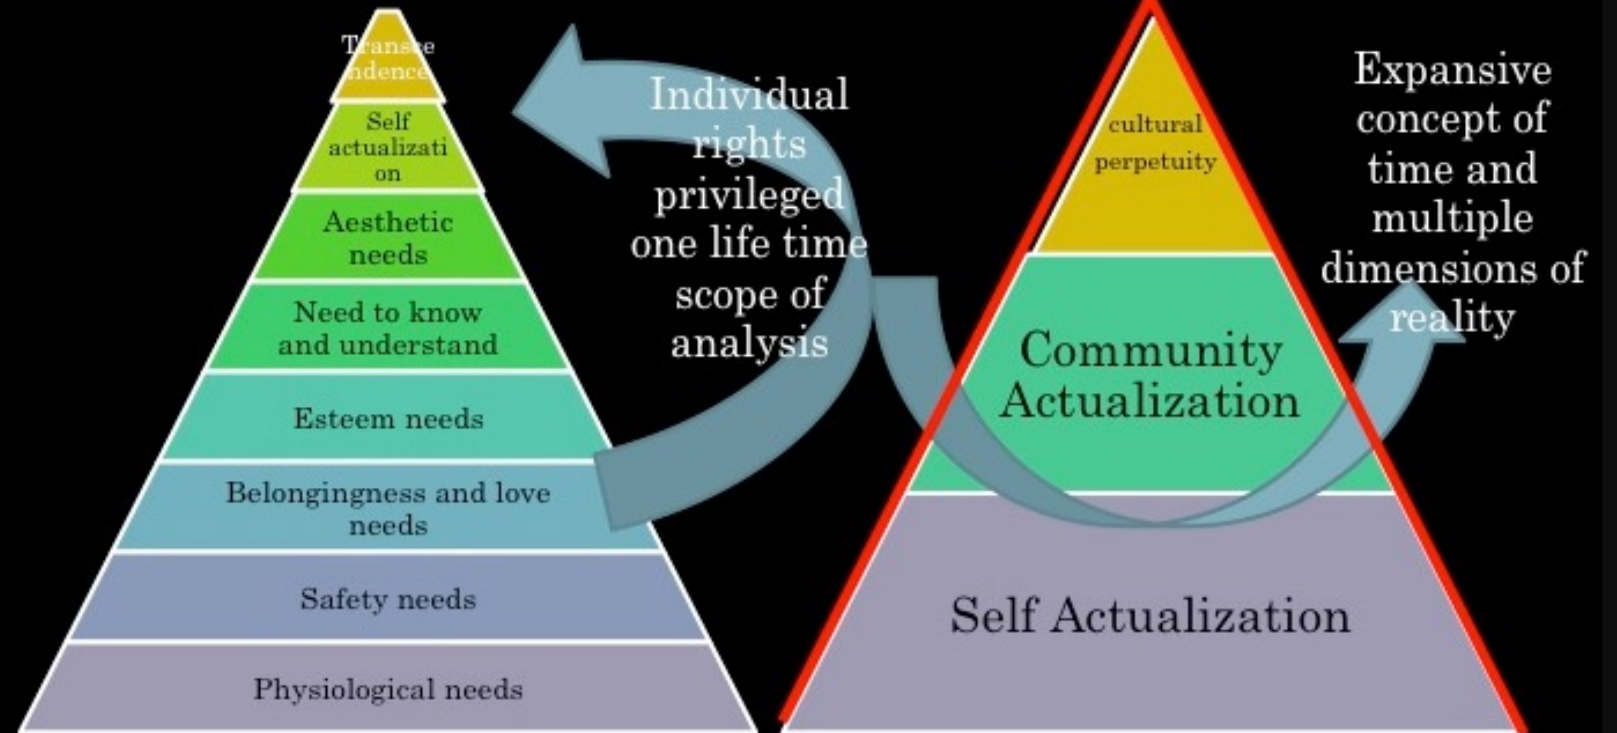 Transce
ndence
Self
actualizati
on
Aesthetic
needs
Need to know
and understand
Esteem needs
Belongingness and love
needs
Safety needs
Physiological needs
Individual
rights
privileged
one life time
scope of
analysis
cultural
perpetuity
Community
Actualization
Self Actualization
Expansive
concept of
time and
multiple
dimensions of
reality